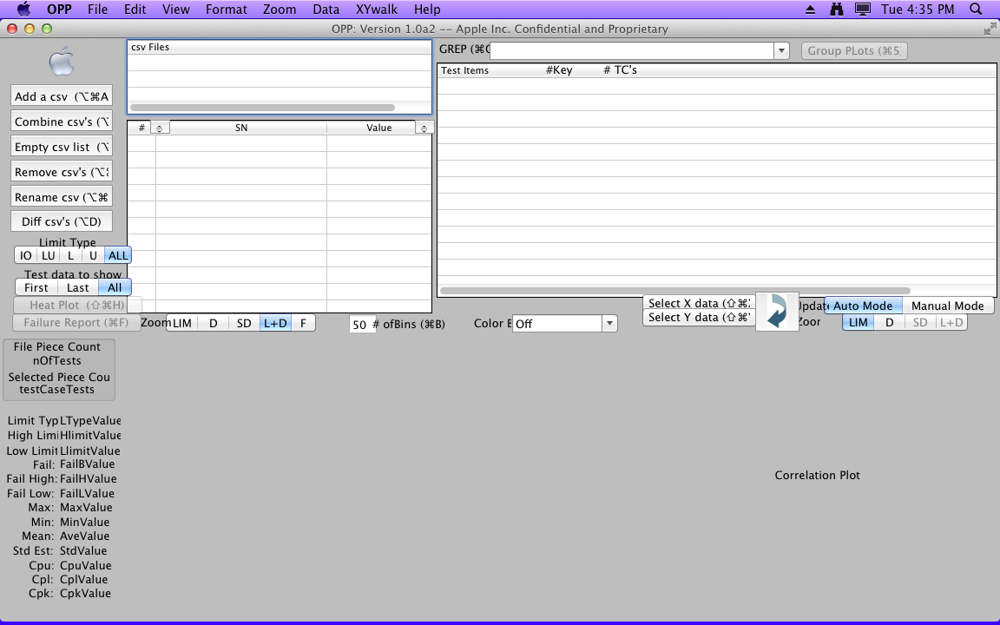 OPP File Edit View Format Zoom Data XYwalk Help Tue 4:35 PM
OPP: Version 1.0a2 -- Apple Inc. Confidential and Proprietary
csv Files
GREP (⌘G
Group PLots (⌘5
Test Items #Key # TC's
Add a csv (⌥⌘A
Combine csv's (⌥
Empty csv list (⌥
Remove csv's (⌥
Rename csv (⌥⌘
Diff csv's (⌥D)
# SN Value
Limit Type
IO LU L U ALL
Test data to show
First Last All
Heat Plot (⇧⌘H)
Failure Report (⌘F)
Zoom LIM D SD L+D F
50 # ofBins (⌘B)
Color B Off
Select X data (⇧⌘
Select Y data (⇧⌘
Update Auto Mode Manual Mode
Zoor LIM D SD L+D
File Piece Count
nOfTests
Selected Piece Cou
testCaseTests
Limit Typ LTypeValue
High Limi HlimitValue
Low Limit LlimitValue
Fail: FailBValue
Fail High: FailHValue
Fail Low: FailLValue
Max: MaxValue
Min: MinValue
Mean: AveValue
Std Est: StdValue
Cpu: CpuValue
Cpl: CplValue
Cpk: CpkValue
Correlation Plot